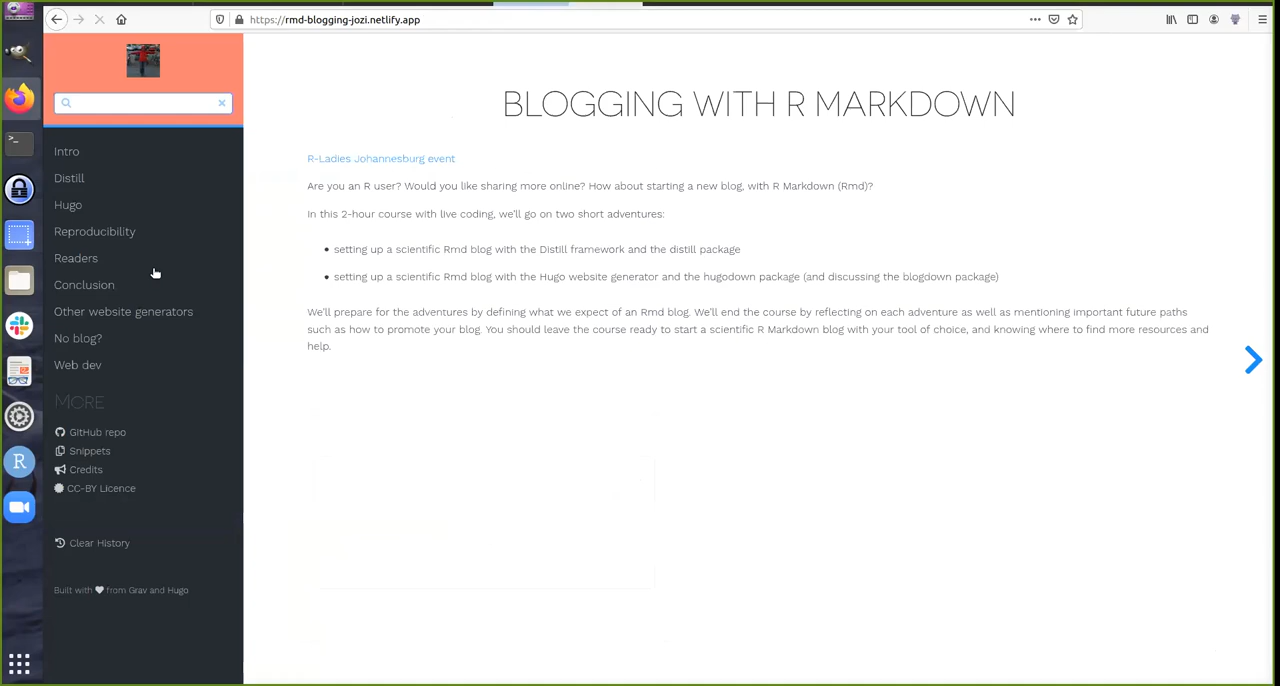 https://rmd-blogging-jozi.netlify.app
Intro
Distill
Hugo
Reproducibility
Readers
Conclusion
Other website generators
No blog?
Web dev
More
GitHub repo
Snippets
Credits
CC-BY Licence
Clear History
Built with ♥ from Grav and Hugo
BLOGGING WITH R MARKDOWN
R-Ladies Johannesburg event
Are you an R user? Would you like sharing more online? How about starting a new blog, with R Markdown (Rmd)?
In this 2-hour course with live coding, we'll go on two short adventures:
• setting up a scientific Rmd blog with the Distill framework and the distill package
• setting up a scientific Rmd blog with the Hugo website generator and the hugodown package (and discussing the blogdown package)
We'll prepare for the adventures by defining what we expect of an Rmd blog. We'll end the course by reflecting on each adventure as well as mentioning important future paths
such as how to promote your blog. You should leave the course ready to start a scientific R Markdown blog with your tool of choice, and knowing where to find more resources and
help.
R